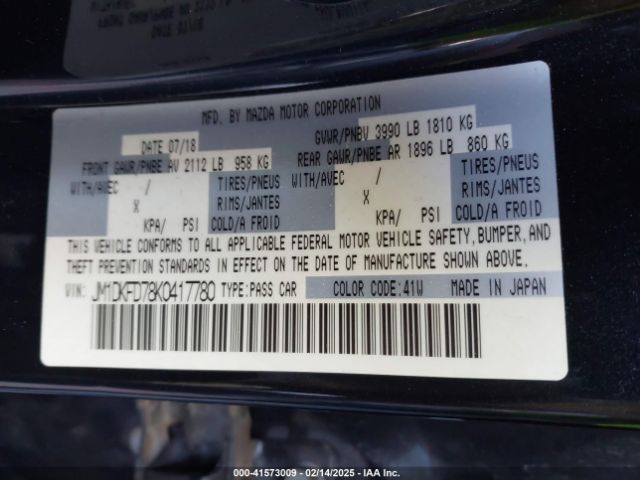 MFD. BY MAZDA MOTOR CORPORATION
DATE 07/18 GVWR/PNBV 3990 LB 1810 KG
FRONT GAWR/PNBE AV 2112 LB 958 KG REAR GAWR/PNBE AR 1896 LB 860 KG
WITH/AVEC / TIRES/PNEUS WITH/AVEC / TIRES/PNEUS
X RIMS/JANTES X RIMS/JANTES
KPA/ PSI COLD/A FROID KPA/ PSI COLD/A FROID
THIS VEHICLE CONFORMS TO ALL APPLICABLE FEDERAL MOTOR VEHICLE SAFETY, BUMPER, AND
THEFT PREVENTION STANDARDS IN EFFECT ON THE DATE OF MANUFACTURE SHOWN ABOVE.
VIN: JM1DKFD78K0417780 TYPE:PASS CAR COLOR CODE:41W MADE IN JAPAN
000-41573009 - 02/14/2025 - IAA Inc.